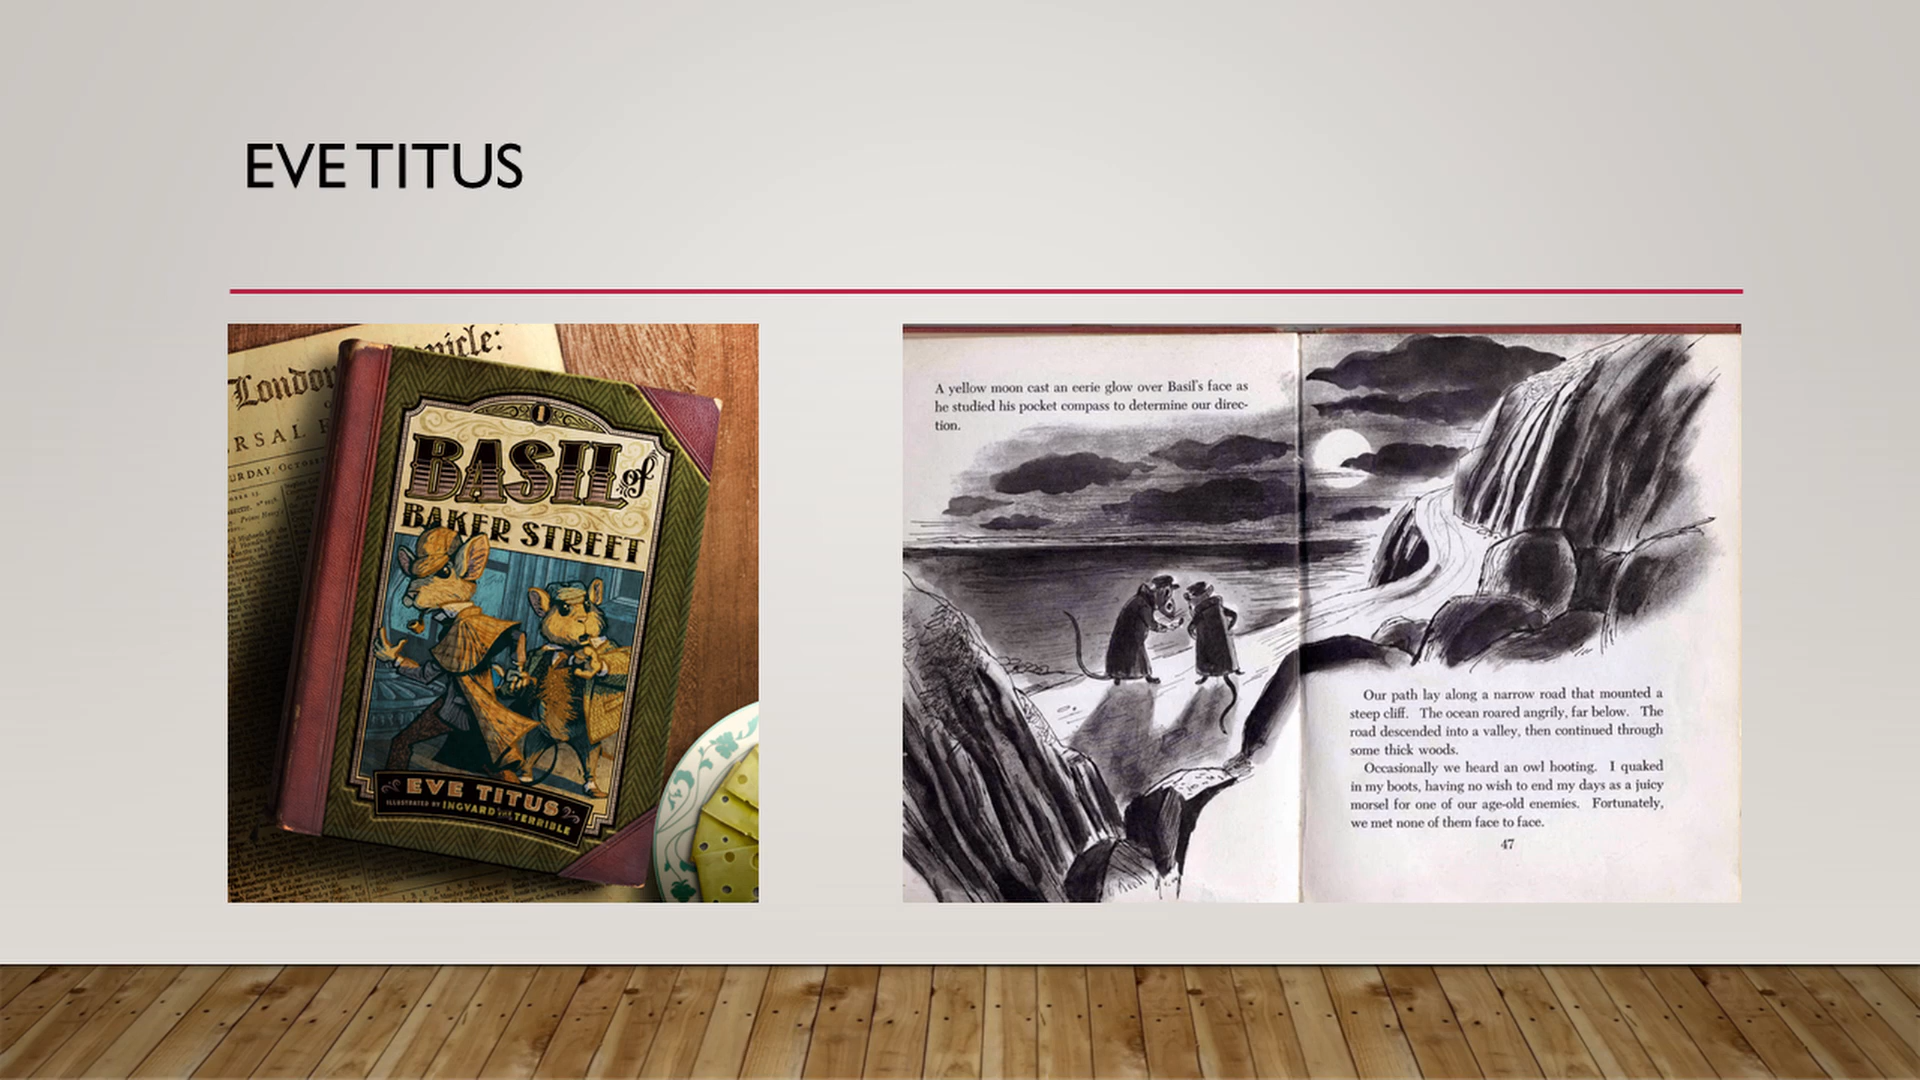 EVE TITUS
nicle:
London
RSAL
URDAY, OCTOBER
1
BASIL of
BAKER STREET
EVE TITUS
ILLUSTRATED BY INGVARD THE TERRIBLE
A yellow moon cast an eerie glow over Basil's face as
he studied his pocket compass to determine our direc-
tion.
Our path lay along a narrow road that mounted a
steep cliff. The ocean roared angrily, far below. The
road descended into a valley, then continued through
some thick woods.
Occasionally we heard an owl hooting. I quaked
in my boots, having no wish to end my days as a juicy
morsel for one of our age-old enemies. Fortunately,
we met none of them face to face.
47